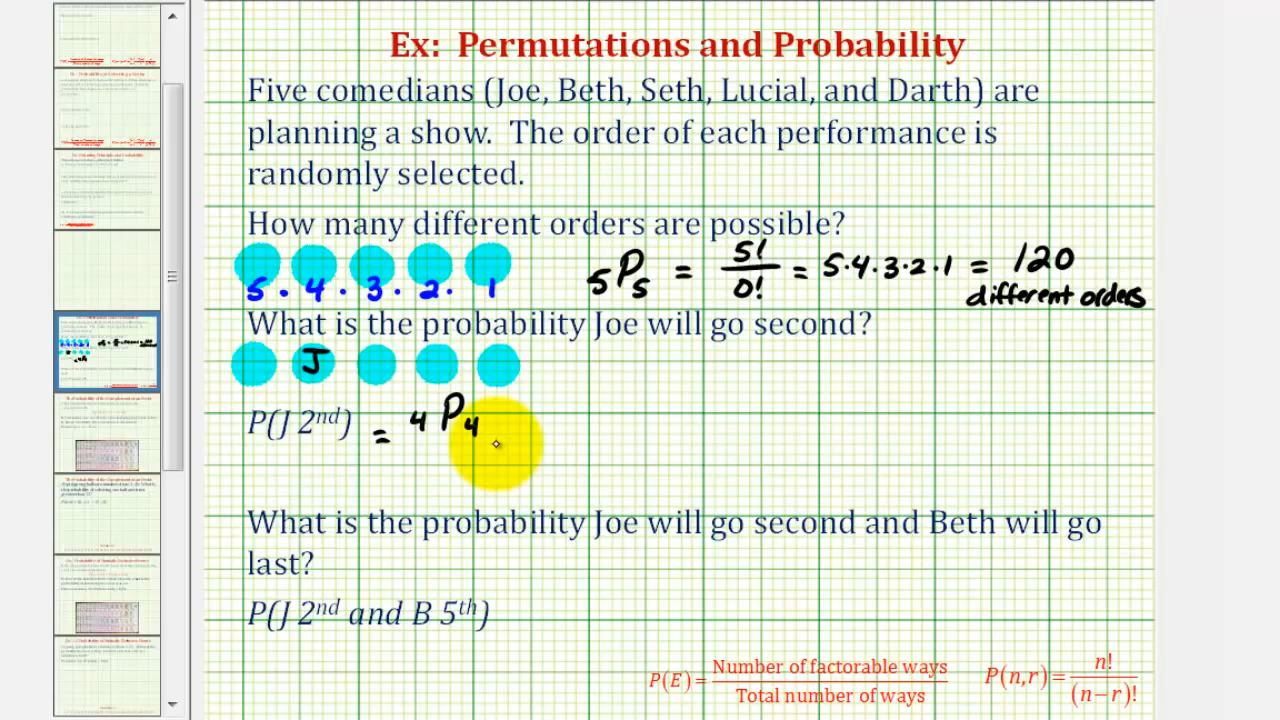 Ex: Permutations and Probability
Five comedians (Joe, Beth, Seth, Lucial, and Darth) are
planning a show. The order of each performance is
randomly selected.
How many different orders are possible?
5 · 4 · 3 · 2 · 1
₅P₅ = 5!/0! = 5·4·3·2·1 = 120
different orders
What is the probability Joe will go second?
J
P(J 2ⁿᵈ) = ₄P₄
What is the probability Joe will go second and Beth will go
last?
P(J 2ⁿᵈ and B 5ᵗʰ)
P(E) = Number of factorable ways / Total number of ways
P(n,r) = n! / (n−r)!